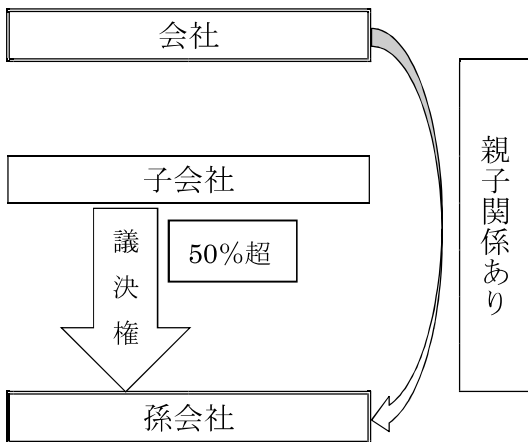 会社
子会社
議決権
50%超
親子関係あり
孫会社